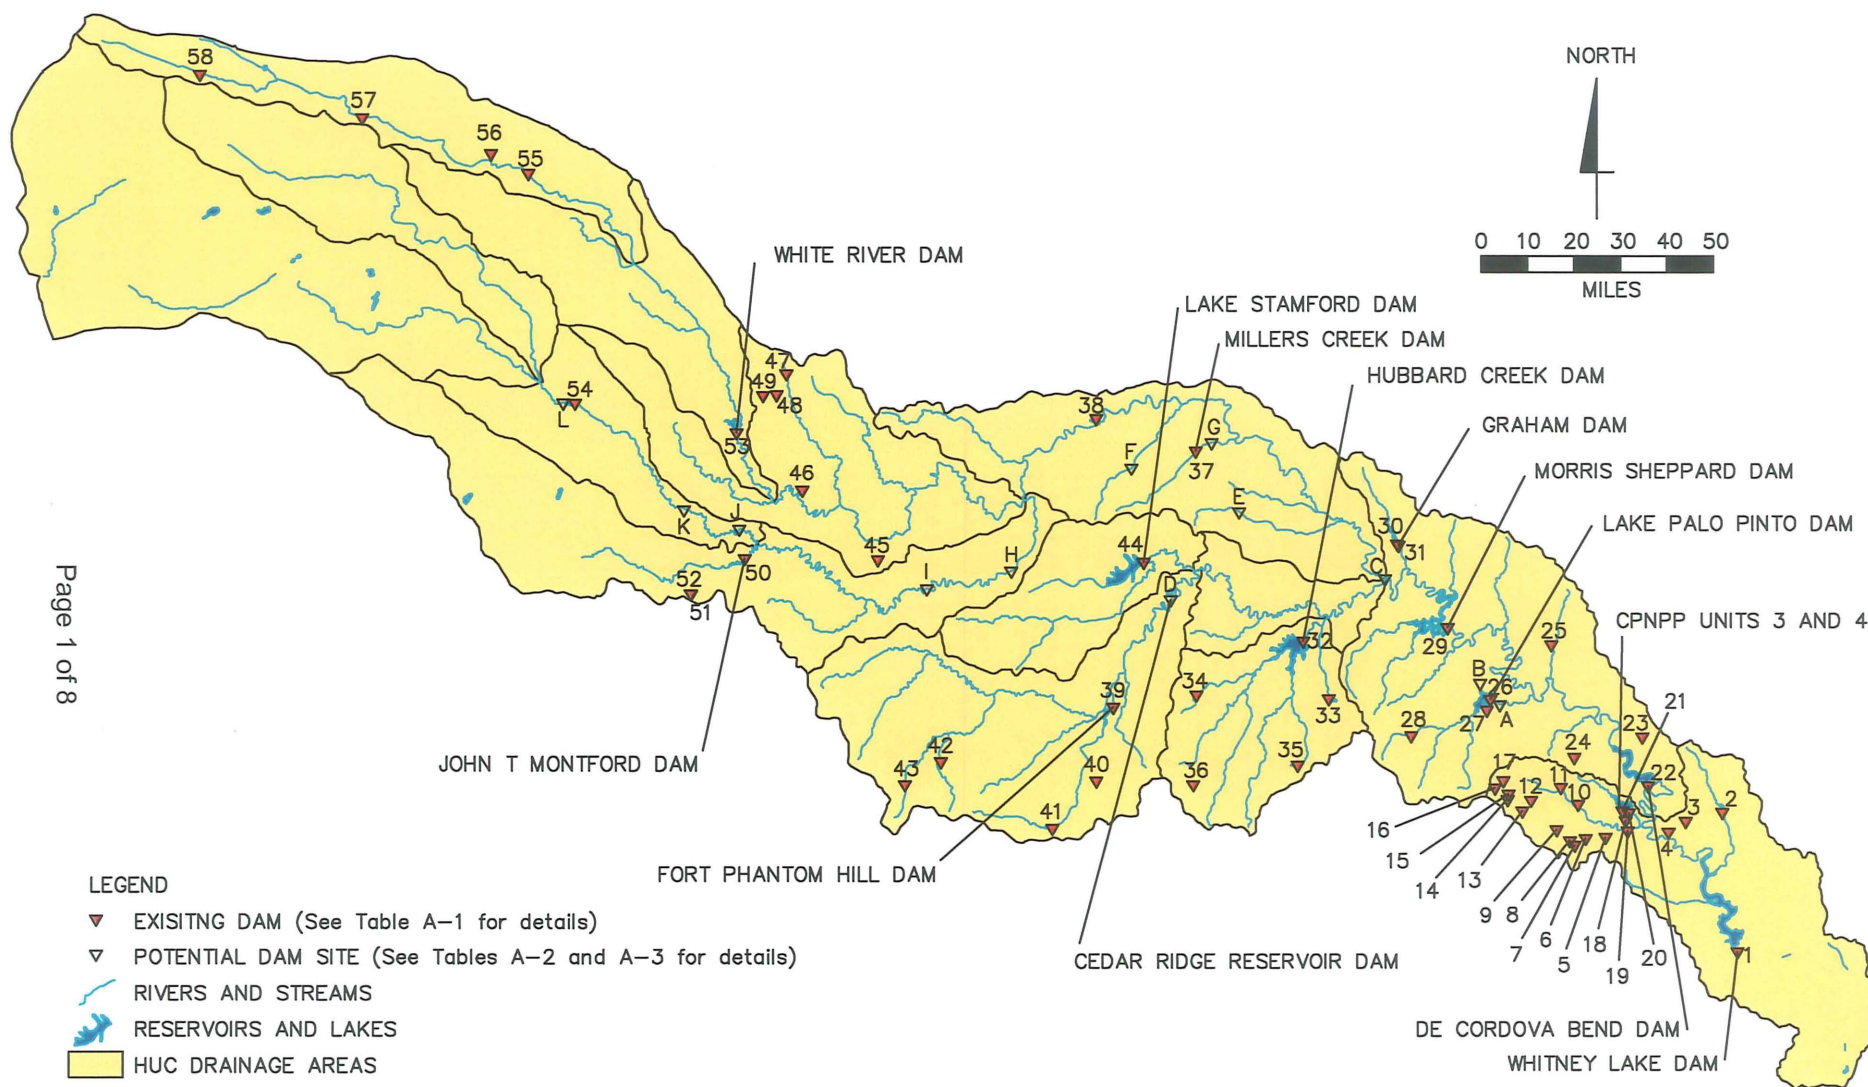 58
57
56
55
NORTH
0 10 20 30 40 50
MILES
WHITE RIVER DAM
LAKE STAMFORD DAM
MILLERS CREEK DAM
HUBBARD CREEK DAM
GRAHAM DAM
MORRIS SHEPPARD DAM
LAKE PALO PINTO DAM
CPNPP UNITS 3 AND 4
47
49
48
54
L
53
46
38
F
G
37
E
30
31
K
J
50
45
I
H
44
D
C
52
51
32
29
25
B
26
27
A
34
33
39
28
23
21
24
42
43
40
41
36
35
17
12
11
10
22
3
2
4
16
15
14
13
9
8
7
6
5
18
19
20
1
JOHN T MONTFORD DAM
FORT PHANTOM HILL DAM
CEDAR RIDGE RESERVOIR DAM
DE CORDOVA BEND DAM
WHITNEY LAKE DAM
Page 1 of 8
LEGEND
EXISITNG DAM (See Table A-1 for details)
POTENTIAL DAM SITE (See Tables A-2 and A-3 for details)
RIVERS AND STREAMS
RESERVOIRS AND LAKES
HUC DRAINAGE AREAS